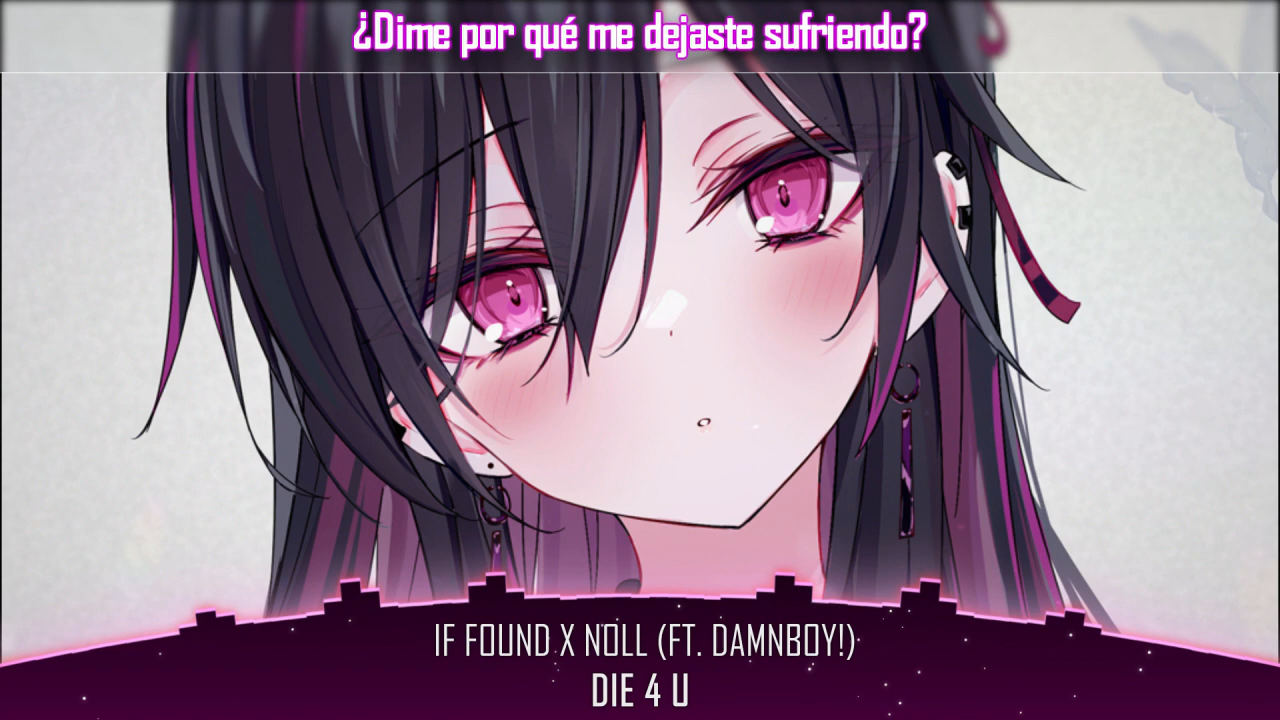 ¿Dime por qué me dejaste sufriendo?
IF FOUND X NOLL (FT. DAMNBOY!)
DIE 4 U